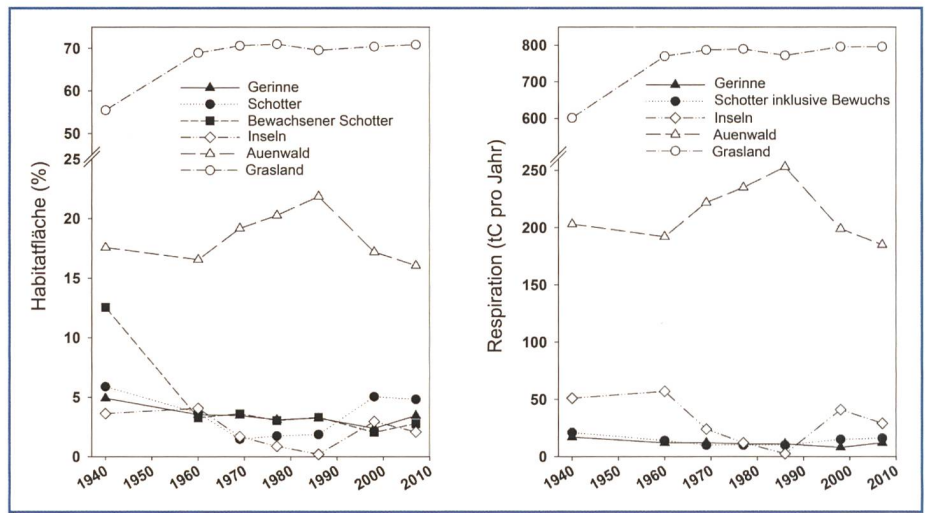 Habitatfläche (%)
70
60
50
25
20
15
10
5
0
1940
1950
1960
1970
1980
1990
2000
2010
Gerinne
Schotter
Bewachsener Schotter
Inseln
Auenwald
Grasland
Respiration (tC pro Jahr)
800
700
600
250
200
150
100
50
0
1940
1950
1960
1970
1980
1990
2000
2010
Gerinne
Schotter inklusive Bewuchs
Inseln
Auenwald
Grasland